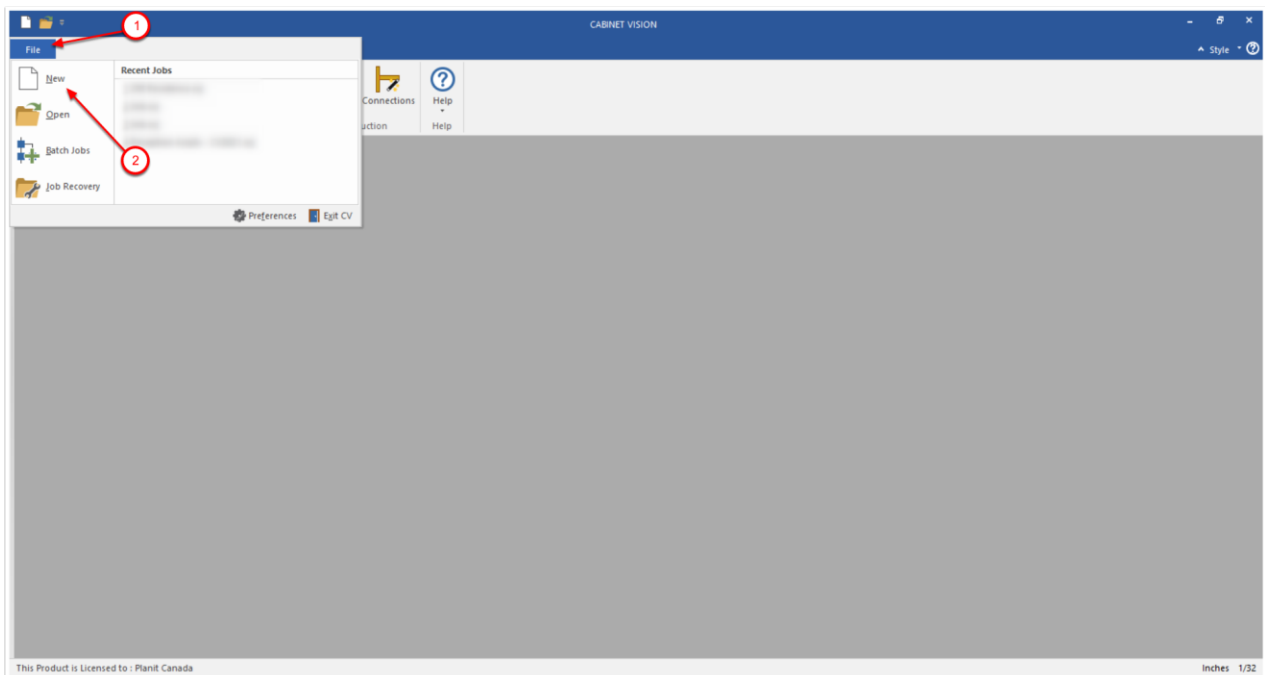 CABINET VISION
1
File
Style
New
Recent Jobs
Open
Connections
Help
2
Batch Jobs
uction
Help
Job Recovery
Preferences
Exit CV
This Product is Licensed to : Planit Canada
Inches 1/32